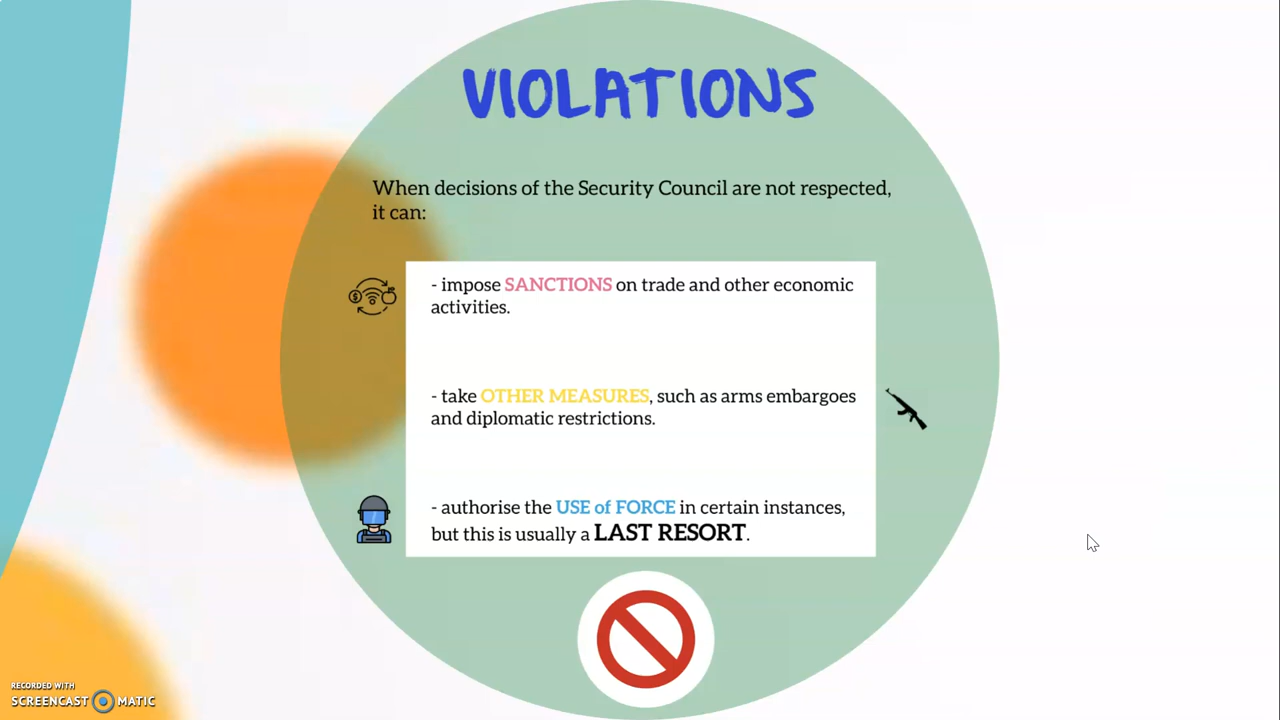 VIOLATIONS
When decisions of the Security Council are not respected,
it can:
- impose SANCTIONS on trade and other economic
activities.
- take OTHER MEASURES, such as arms embargoes
and diplomatic restrictions.
- authorise the USE of FORCE in certain instances,
but this is usually a LAST RESORT.
RECORDED WITH
SCREENCAST MATIC